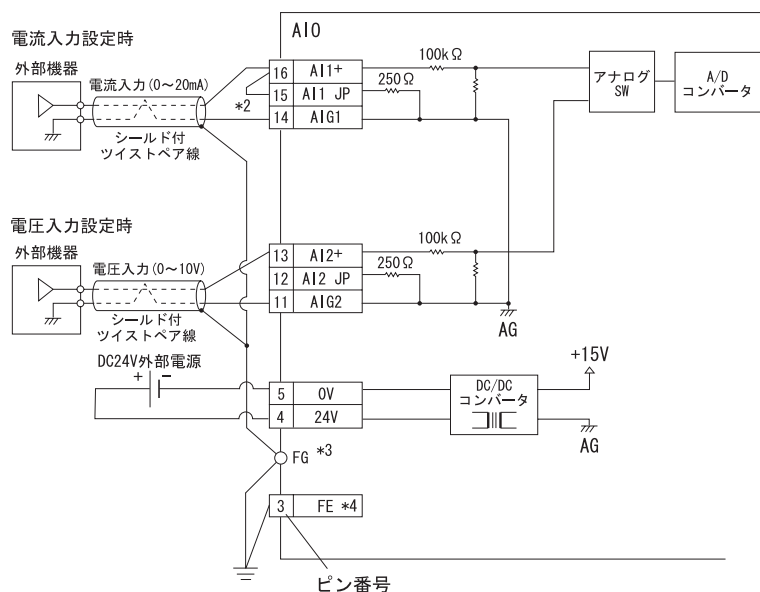 AIO
電流入力設定時
外部機器
電流入力(0～20mA)
*2
シールド付
ツイストペア線
16 AI1+
15 AI1 JP
14 AIG1
100kΩ
250Ω
アナログ
SW
A/D
コンバータ
電圧入力設定時
外部機器
電圧入力(0～10V)
シールド付
ツイストペア線
13 AI2+
12 AI2 JP
11 AIG2
100kΩ
250Ω
AG
DC24V外部電源
+ -
5 0V
4 24V
DC/DC
コンバータ
+15V
AG
FG *3
3 FE *4
ピン番号